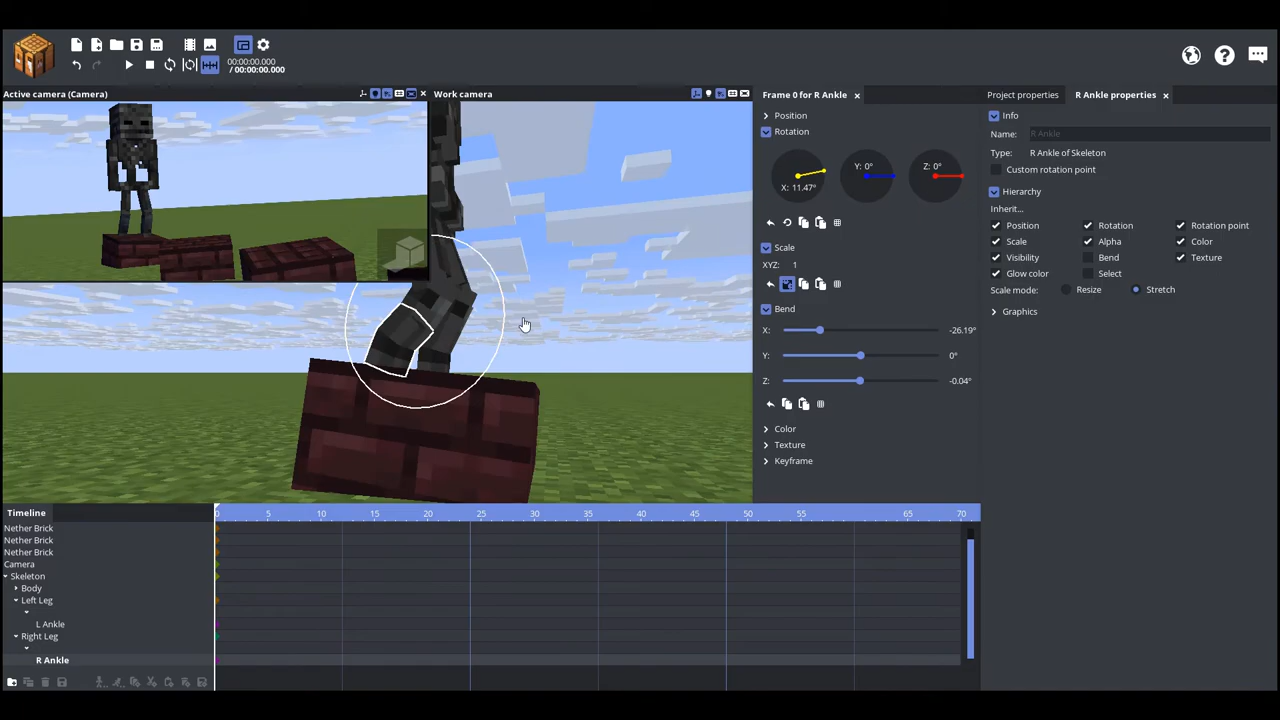 00:00:00.000
/ 00:00:00.000
Active camera (Camera)
Work camera
Frame 0 for R Ankle
Position
Rotation
X: 11.47°
Y: 0°
Z: 0°
Scale
XYZ: 1
Bend
X: -26.19°
Y: 0°
Z: -0.04°
Color
Texture
Keyframe
Project properties
R Ankle properties
Info
Name: R Ankle
Type: R Ankle of Skeleton
Custom rotation point
Hierarchy
Inherit...
Position Rotation Rotation point
Scale Alpha Color
Visibility Bend Texture
Glow color Select
Scale mode: Resize Stretch
Graphics
Timeline
0 5 10 15 20 25 30 35 40 45 50 55 65 70
Nether Brick
Nether Brick
Nether Brick
Camera
Skeleton
Body
Left Leg
L Ankle
Right Leg
R Ankle